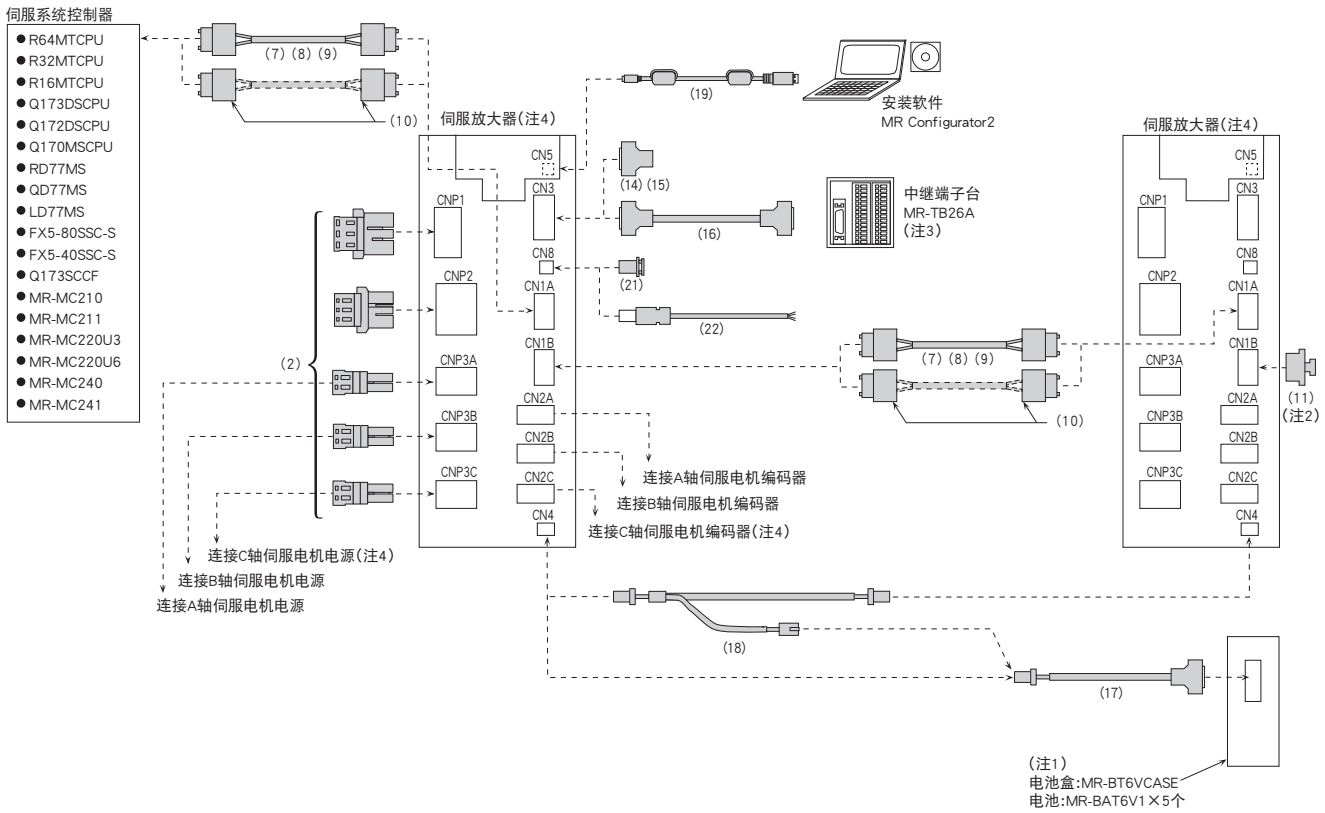 伺服系统控制器
●R64MTCPU
●R32MTCPU
●R16MTCPU
●Q173DSCPU
●Q172DSCPU
●Q170MSCPU
●RD77MS
●QD77MS
●LD77MS
●FX5-80SSC-S
●FX5-40SSC-S
●Q173SCCF
●MR-MC210
●MR-MC211
●MR-MC220U3
●MR-MC220U6
●MR-MC240
●MR-MC241
(7) (8) (9)
(10)
(2)
伺服放大器(注4)
CN5
CNP1
CN3
CN8
CNP2
CN1A
CN1B
CNP3A
CN2A
CNP3B
CN2B
CNP3C
CN2C
CN4
(19)
安装软件
MR Configurator2
(14) (15)
(16)
中继端子台
MR-TB26A
(注3)
(21)
(22)
(7) (8) (9)
(10)
伺服放大器(注4)
CN5
CNP1
CN3
CN8
CNP2
CN1A
CN1B
CNP3A
CN2A
CNP3B
CN2B
CNP3C
CN2C
CN4
(11)
(注2)
连接A轴伺服电机编码器
连接B轴伺服电机编码器
连接C轴伺服电机编码器(注4)
连接C轴伺服电机电源(注4)
连接B轴伺服电机电源
连接A轴伺服电机电源
(18)
(17)
(注1)
电池盒:MR-BT6VCASE
电池:MR-BAT6V1×5个